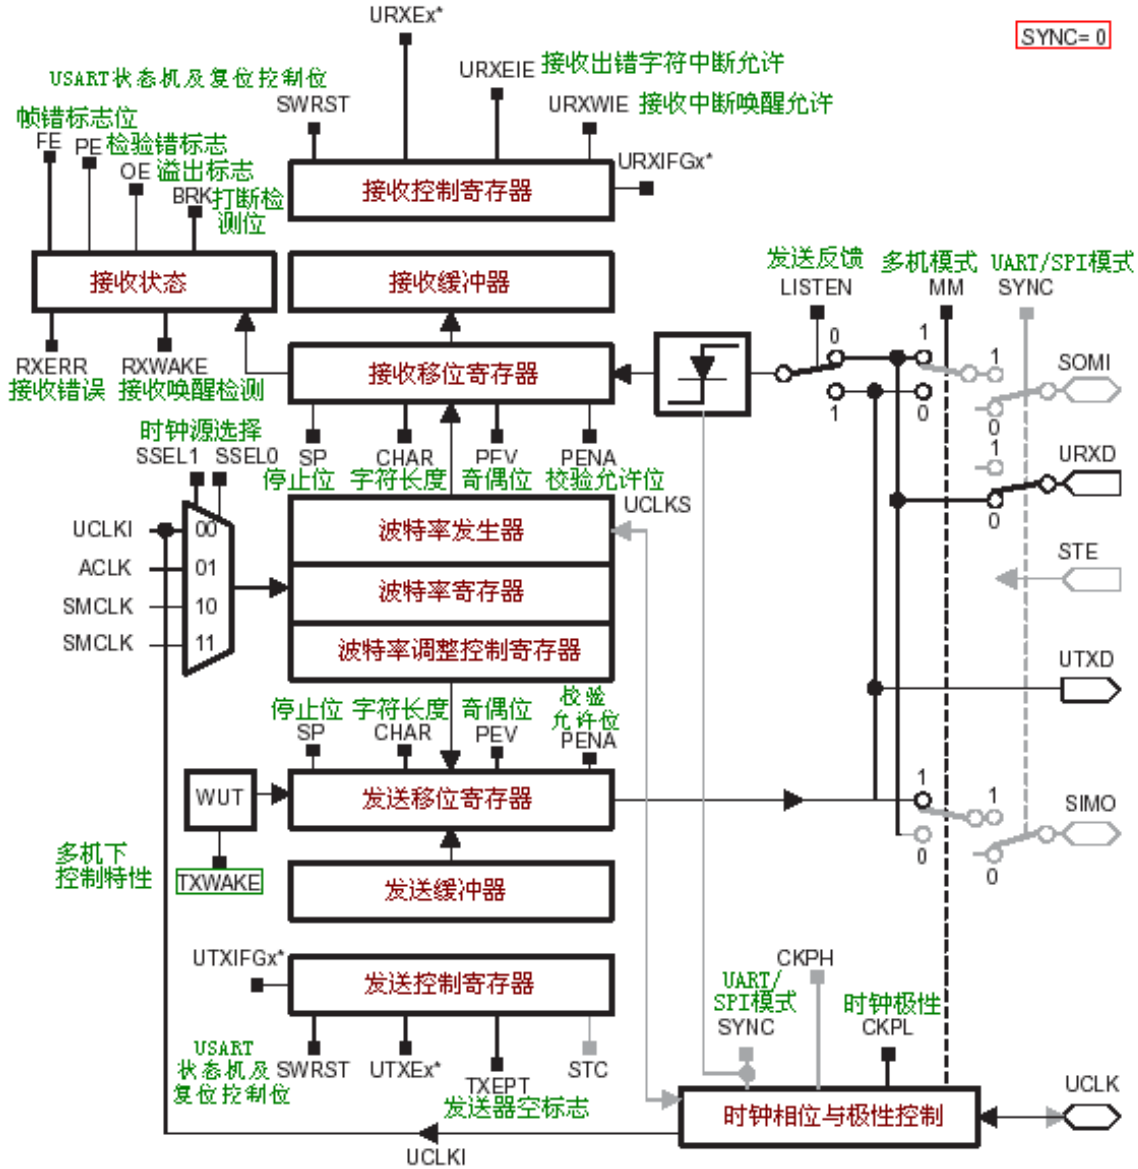 URXEx*
SYNC= 0
USART状态机及复位控制位
URXEIE 接收出错字符中断允许
SWRST
URXWIE 接收中断唤醒允许
帧错标志位
FE
PE 检验错标志
OE 溢出标志
BRK 打断检
测位
接收控制寄存器
URXIFGx*
接收状态
接收缓冲器
发送反馈
多机模式
UART/SPI模式
LISTEN
MM
SYNC
RXERR
RXWAKE
接收错误
接收唤醒检测
接收移位寄存器
0
1
1
1
0
0
1
0
SOMI
URXD
STE
UTXD
时钟源选择
SSEL1
SSEL0
SP
CHAR
PEV
PENA
停止位
字符长度
奇偶位
校验允许位
UCLKS
UCLKI
00
ACLK
01
SMCLK
10
SMCLK
11
波特率发生器
波特率寄存器
波特率调整控制寄存器
停止位
字符长度
奇偶位
校验
允许位
SP
CHAR
PEV
PENA
WUT
发送移位寄存器
1
1
SIMO
0
0
多机下
控制特性
TXWAKE
发送缓冲器
UTXIFGx*
发送控制寄存器
CKPH
UART/
SPI模式
时钟极性
SYNC
CKPL
USART
状态机及
复位控制位
SWRST
UTXEx*
TXEPT
STC
发送器空标志
时钟相位与极性控制
UCLK
UCLKI